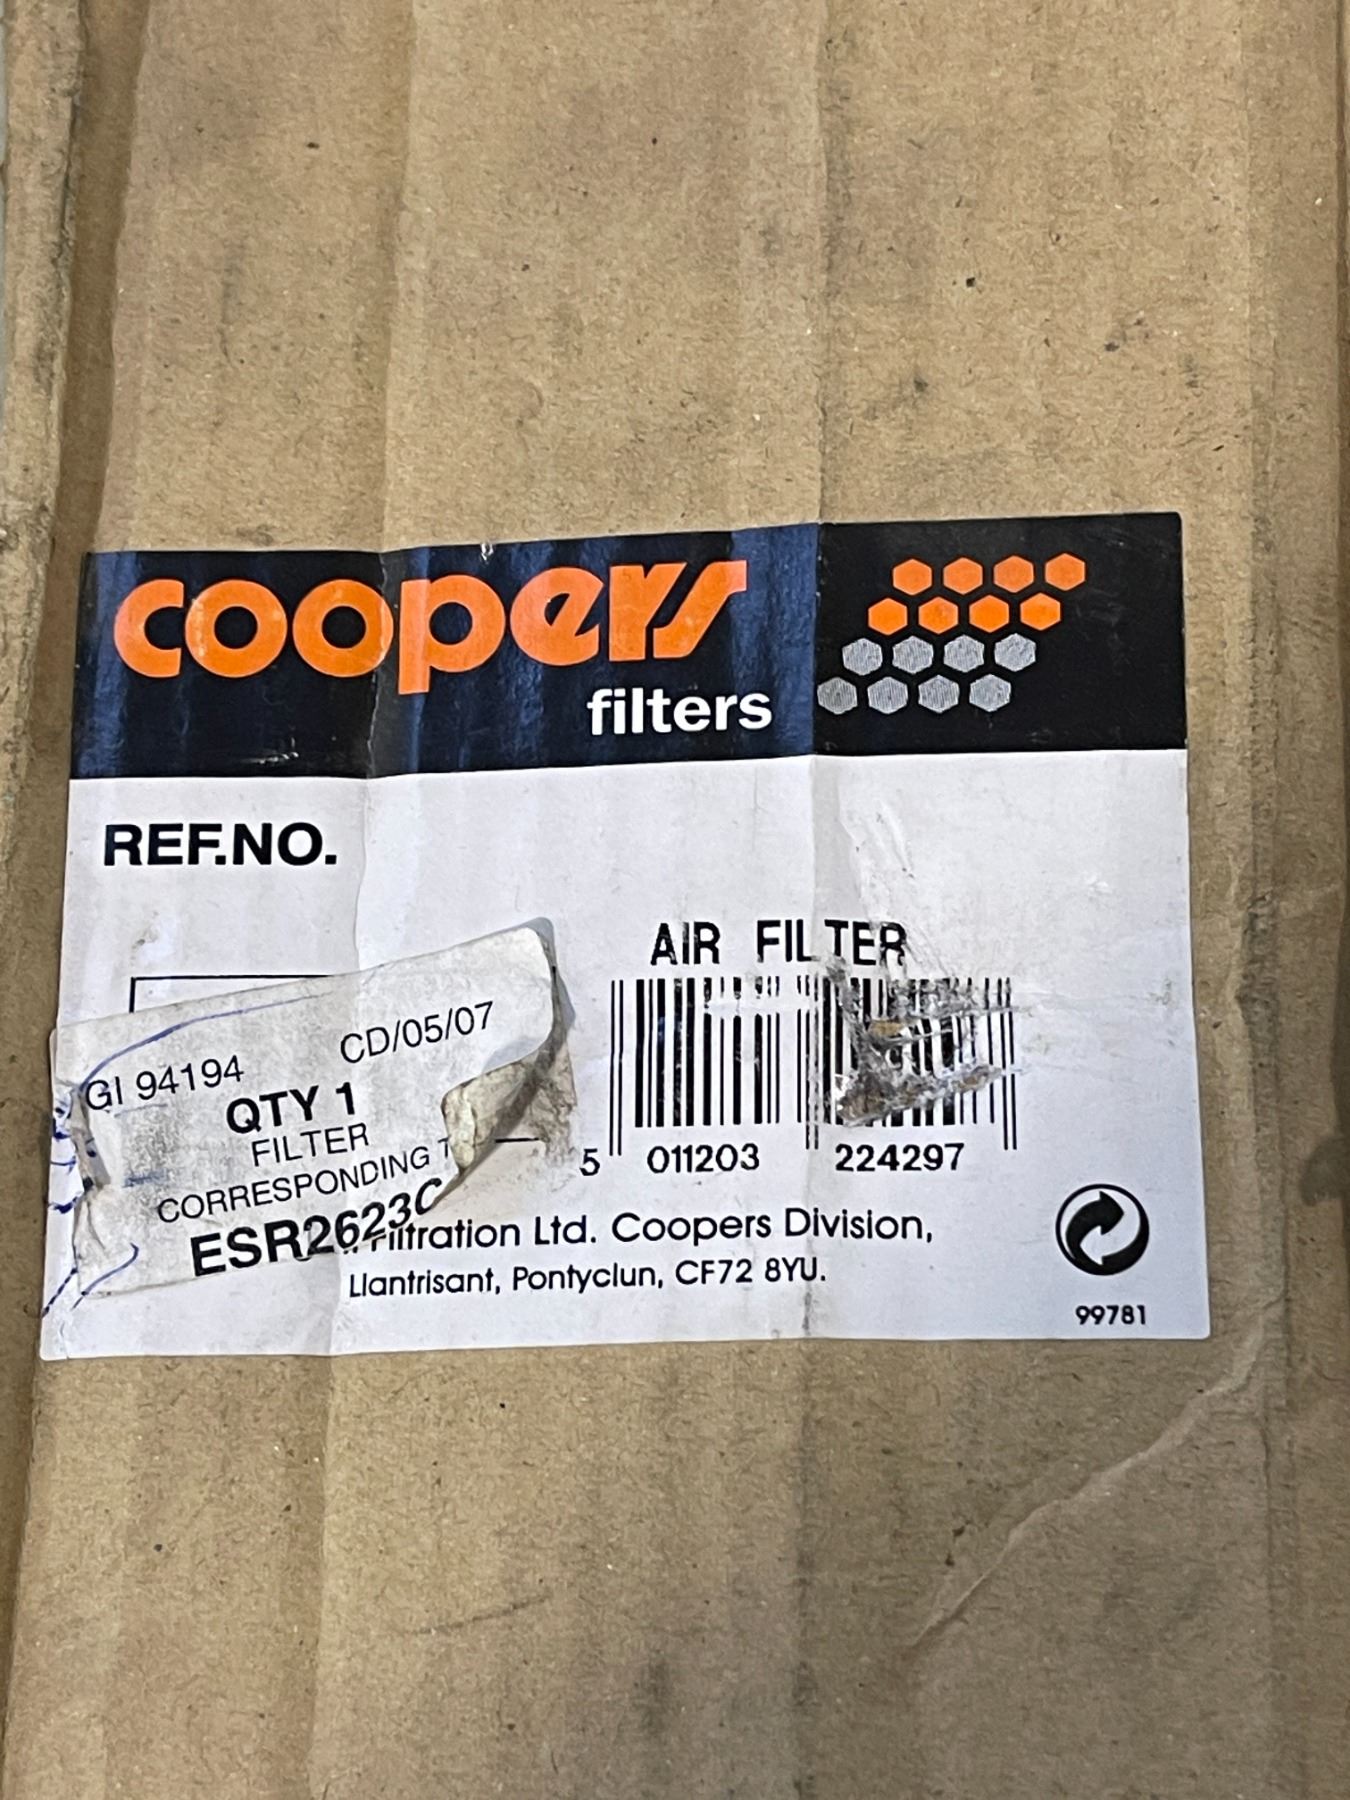 coopers
filters
REF.NO.
AIR FILTER
GI 94194 CD/05/07
QTY 1
FILTER
CORRESPONDING
ESR2623C
5 011203 224297
Filtration Ltd. Coopers Division,
Llantrisant, Pontyclun, CF72 8YU.
99781